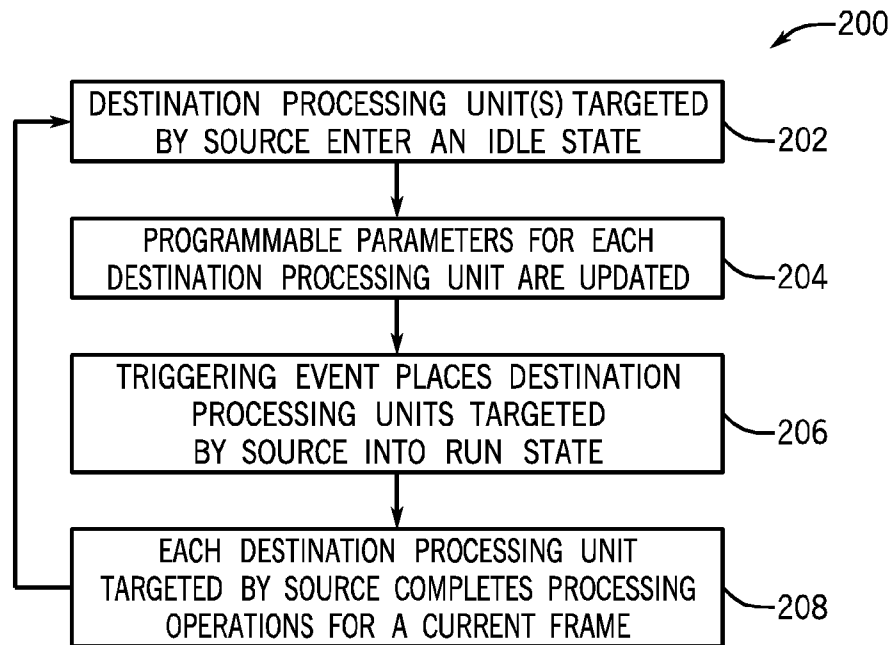 200
DESTINATION PROCESSING UNIT(S) TARGETED
BY SOURCE ENTER AN IDLE STATE
202
PROGRAMMABLE PARAMETERS FOR EACH
DESTINATION PROCESSING UNIT ARE UPDATED
204
TRIGGERING EVENT PLACES DESTINATION
PROCESSING UNITS TARGETED
BY SOURCE INTO RUN STATE
206
EACH DESTINATION PROCESSING UNIT
TARGETED BY SOURCE COMPLETES PROCESSING
OPERATIONS FOR A CURRENT FRAME
208